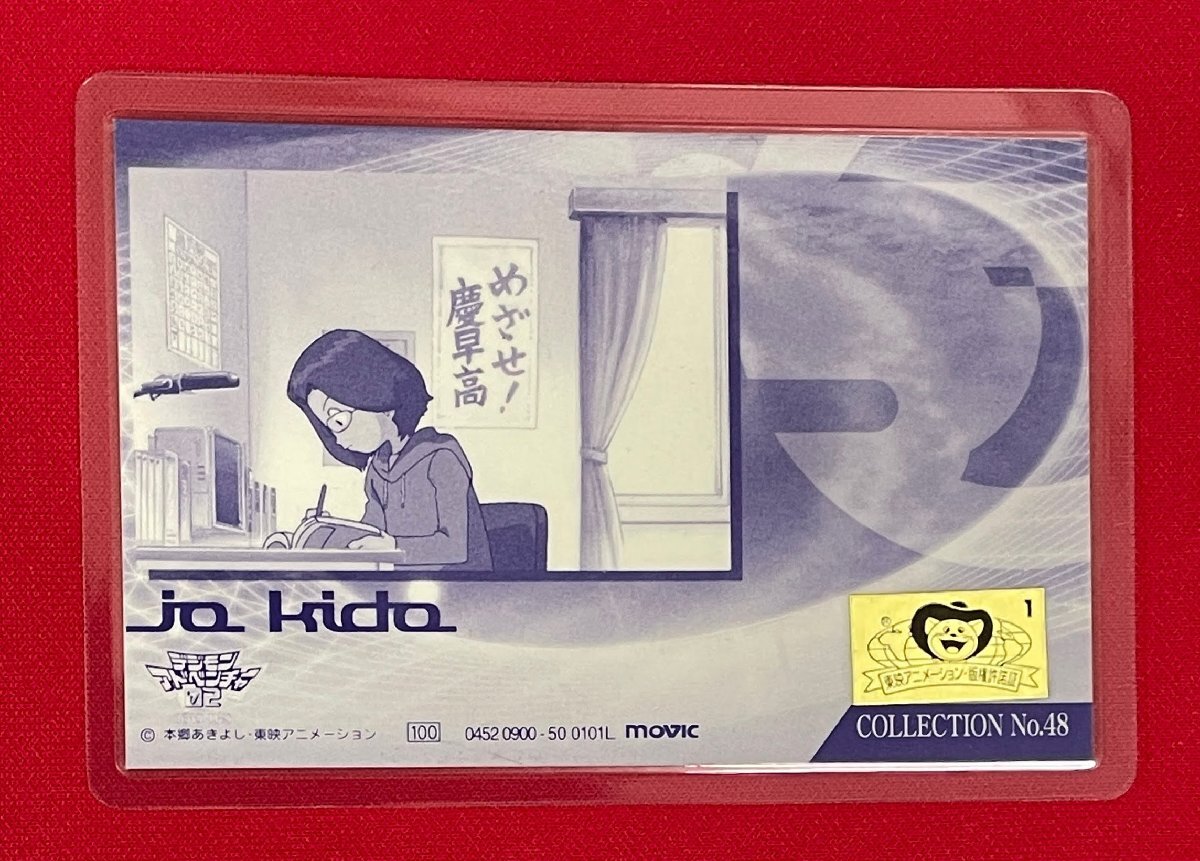 めざせ!
慶早高
jo kido
デジモン
アドベンチャー
02
1
東映アニメーション・版権許諾証
© 本郷あきよし・東映アニメーション
100
0452 0900-50 0101L
movic
COLLECTION No.48